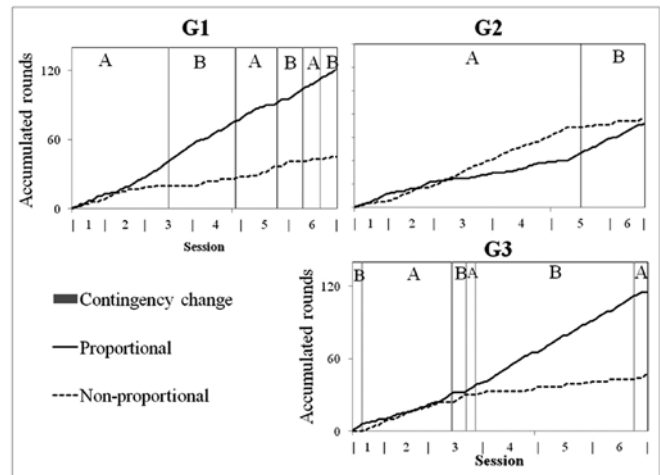 G1
G2
A B A B A B
A B
Accumulated rounds
120
60
0
| 1 | 2 | 3 | 4 | 5 | 6 |
Session
Accumulated rounds
| 1 | 2 | 3 | 4 | 5 | 6 |
G3
B A B A B A
Contingency change
Proportional
Non-proportional
Accumulated rounds
120
60
0
| 1 | 2 | 3 | 4 | 5 | 6 |
Session